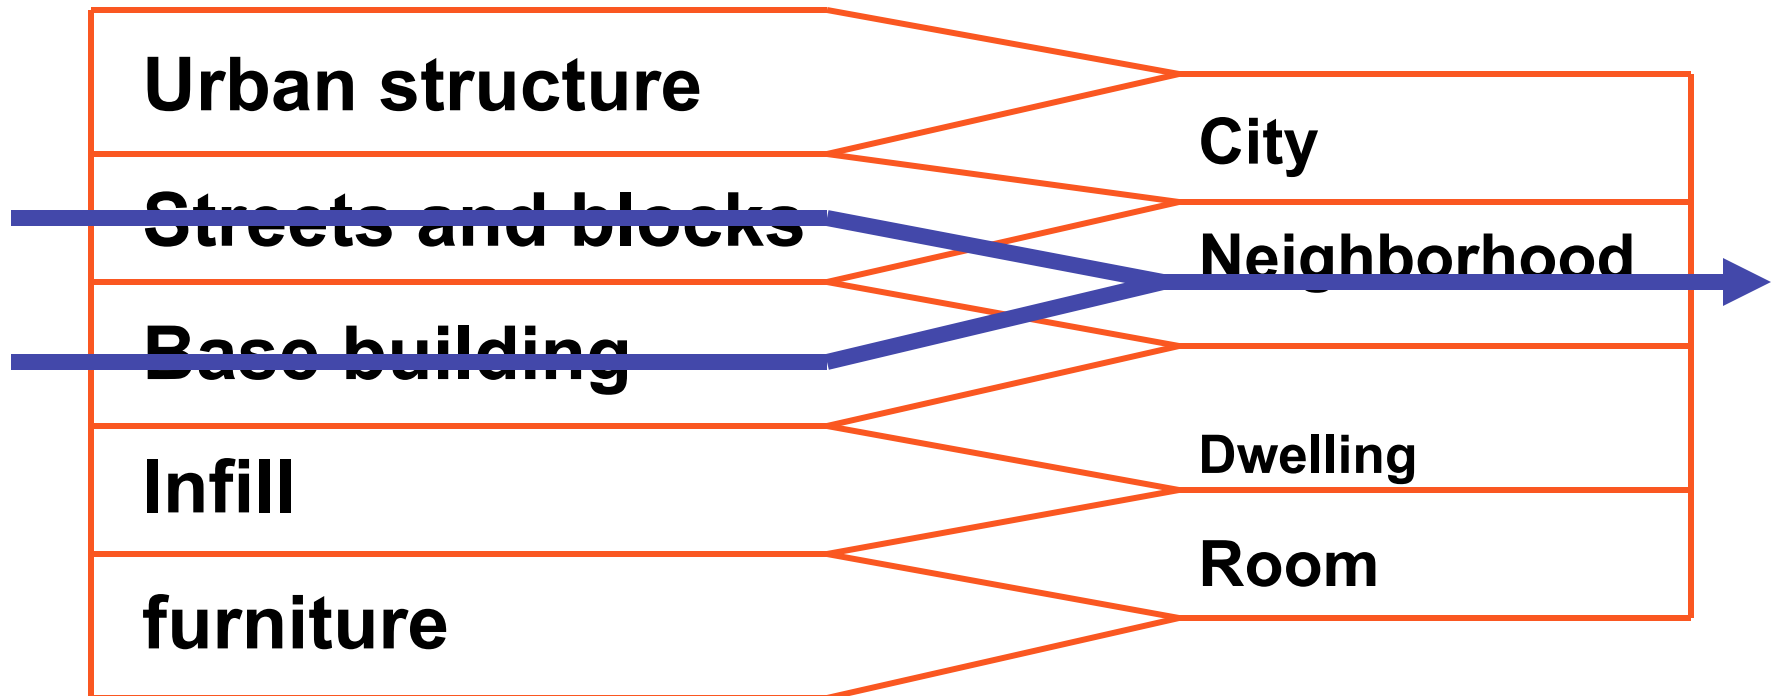 Urban structure
City
Streets and blocks
Neighborhood
Base building
Dwelling
Infill
Room
furniture